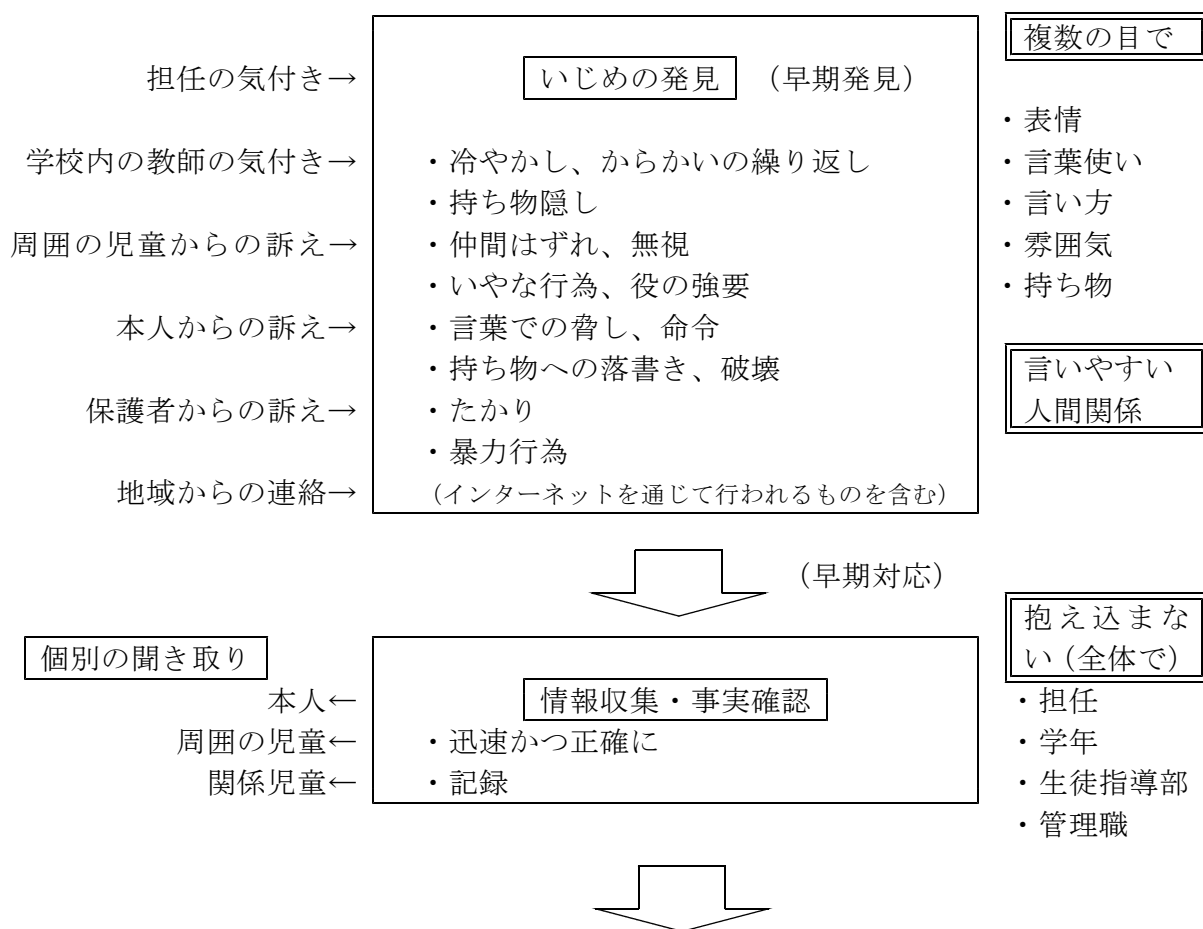 複数の目で
担任の気付き→
いじめの発見
（早期発見）
・表情
学校内の教師の気付き→
・冷やかし、からかいの繰り返し
・言葉使い
・持ち物隠し
・言い方
周囲の児童からの訴え→
・仲間はずれ、無視
・雰囲気
・いやな行為、役の強要
・持ち物
本人からの訴え→
・言葉での脅し、命令
・持ち物への落書き、破壊
言いやすい
人間関係
保護者からの訴え→
・たかり
・暴力行為
地域からの連絡→
（インターネットを通じて行われるものを含む）
（早期対応）
抱え込まな
い（全体で）
個別の聞き取り
本人←
情報収集・事実確認
・担任
周囲の児童←
・迅速かつ正確に
・学年
関係児童←
・記録
・生徒指導部
・管理職